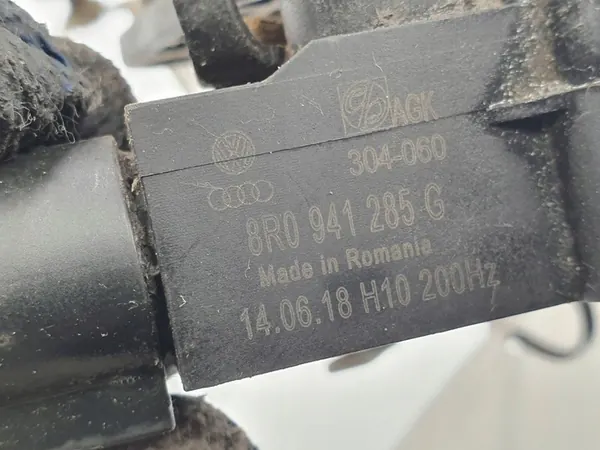 AGK
304-060
8R0 941 285 G
Made in Romania
14.06.18 H10 200Hz